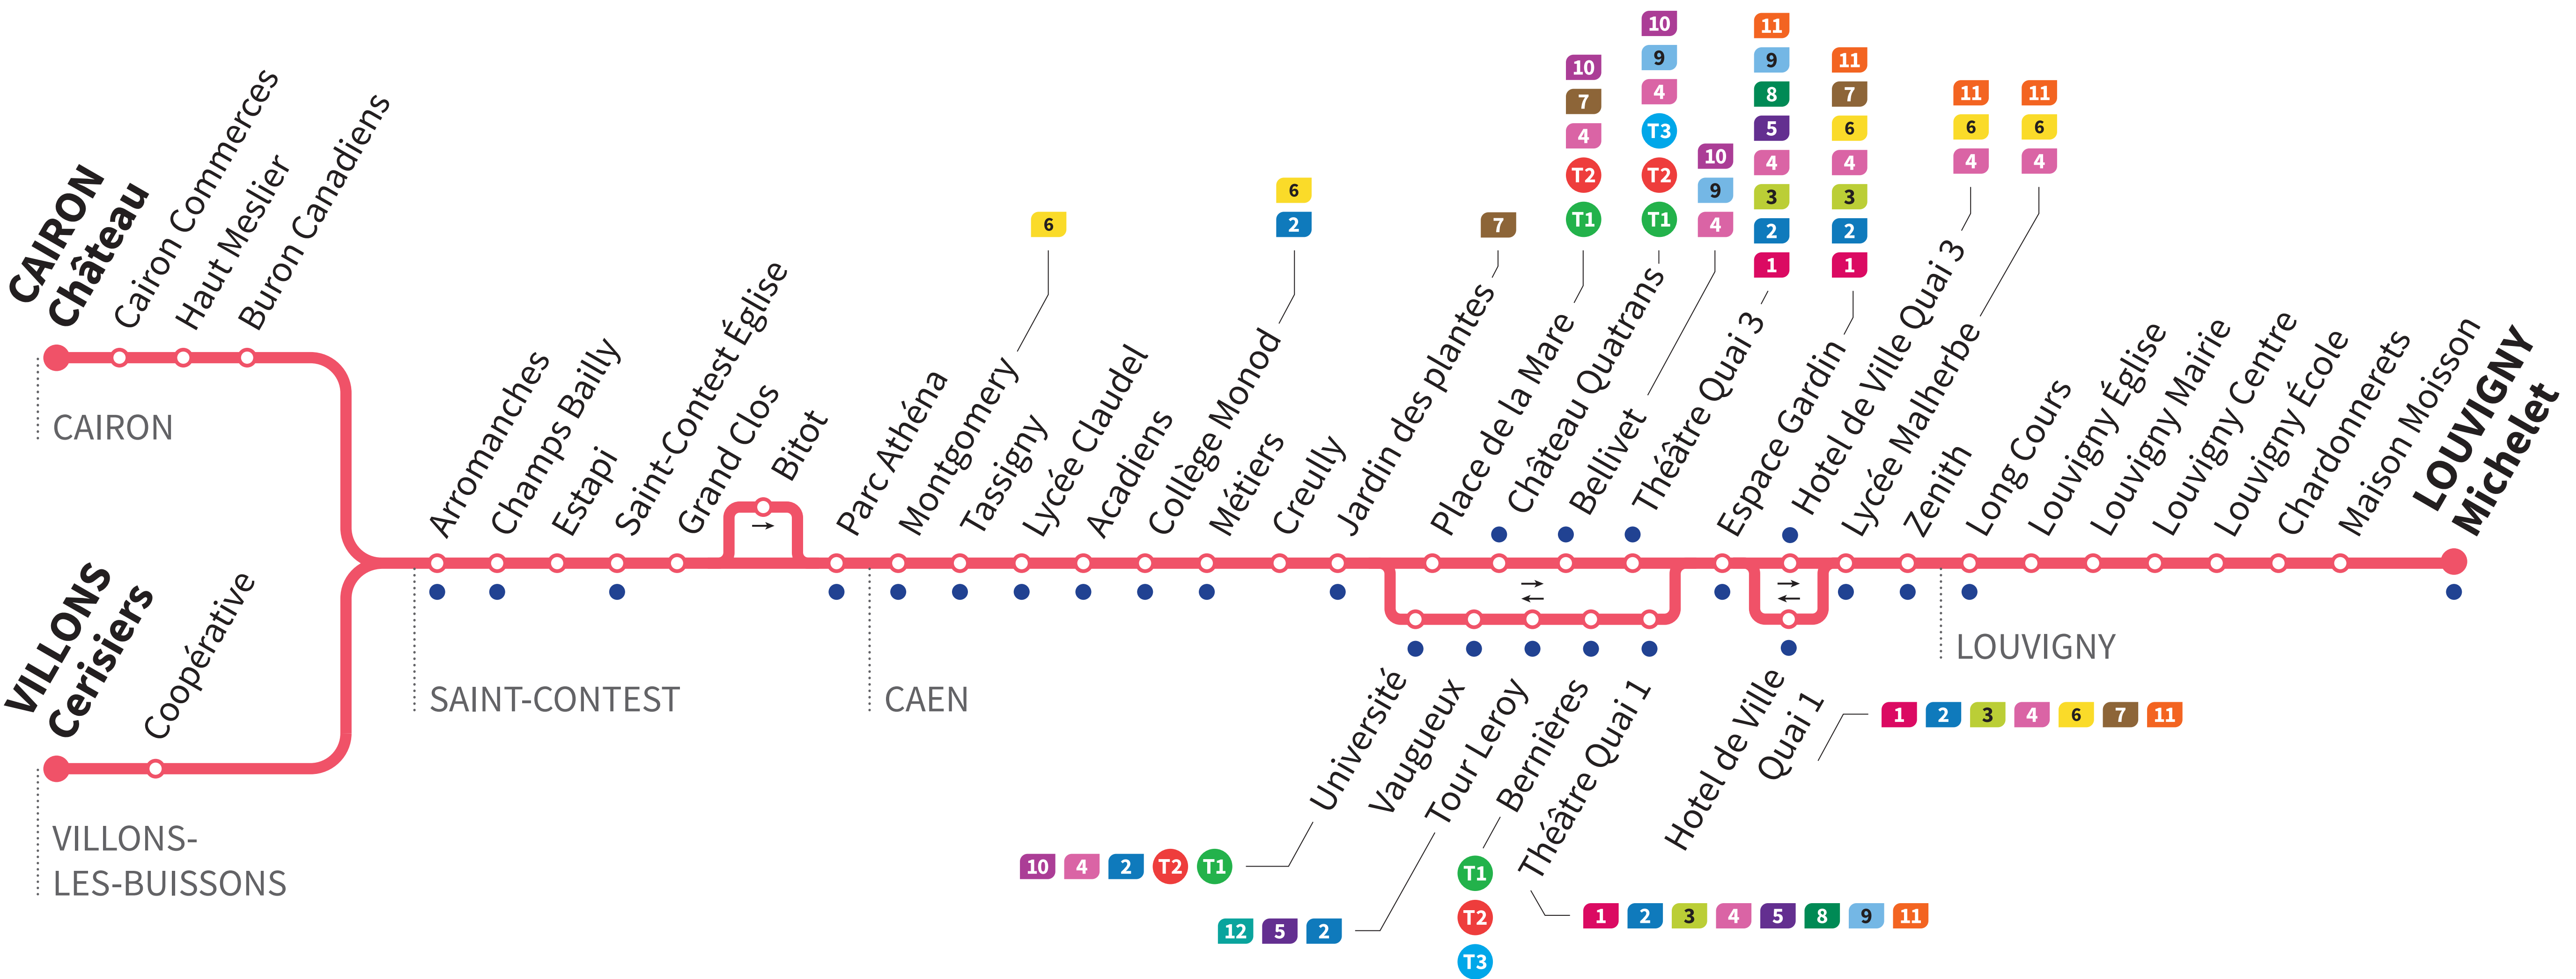 CAIRON
Château
Cairon Commerces
Haut Meslier
Buron Canadiens
CAIRON
VILLONS
Cerisiers
Coopérative
VILLONS-
LES-BUISSONS
Arromanches
Champs Bailly
Estapi
Saint-Contest Église
Grand Clos
Bitot
Parc Athéna
SAINT-CONTEST
Montgomery
6
Tassigny
Lycée Claudel
Acadiens
Collège Monod
6
2
Métiers
Creully
Jardin des plantes
7
CAEN
Place de la Mare
10
7
4
T2
T1
Château Quatrans
10
9
4
T3
T2
T1
Bellivet
10
9
4
Théâtre Quai 3
11
9
8
5
4
3
2
1
Espace Gardin
11
7
6
4
3
2
1
Hotel de Ville Quai 3
11
6
4
Lycée Malherbe
11
6
4
Zenith
Long Cours
Louvigny Église
Louvigny Mairie
Louvigny Centre
Louvigny École
Chardonnerets
Maison Moisson
LOUVIGNY
Michelet
LOUVIGNY
Université
10 4 2 T2 T1
Vaugueux
Tour Leroy
12 5 2
Bernières
T1
T2
T3
Théâtre Quai 1
1 2 3 4 5 8 9 11
Hotel de Ville
Quai 1
1 2 3 4 6 7 11